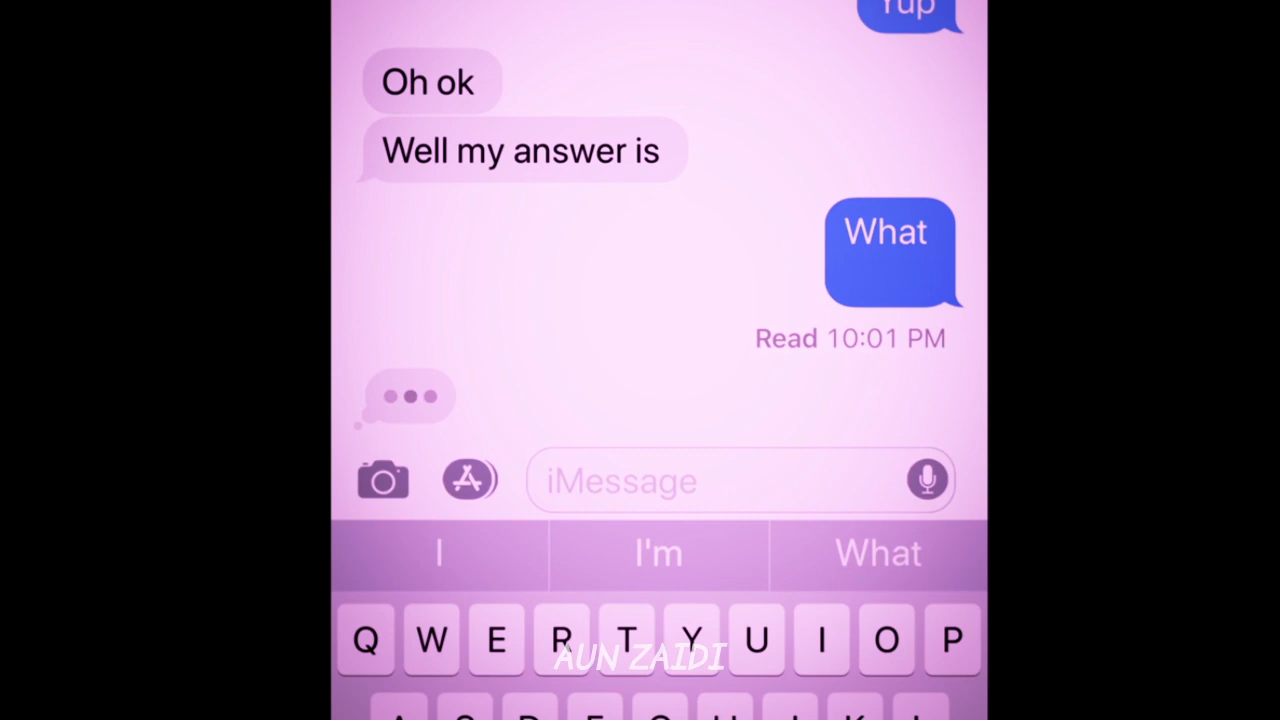 Yup
Oh ok
Well my answer is
What
Read 10:01 PM
iMessage
I I'm What
Q W E R T Y U I O P
AUN ZAIDI